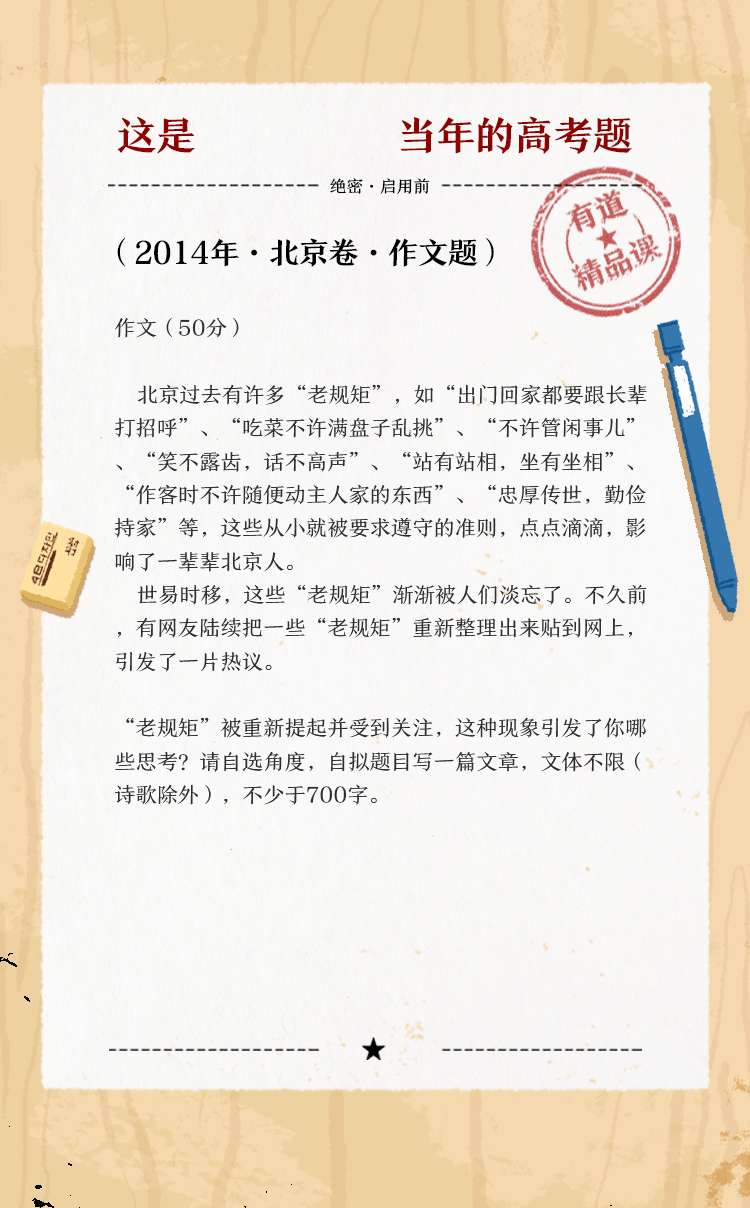 这是 当年的高考题
绝密·启用前
有道
精品课
（2014年·北京卷·作文题）
作文（50分）
北京过去有许多“老规矩”，如“出门回家都要跟长辈
打招呼”、“吃菜不许满盘子乱挑”、“不许管闲事儿”
、“笑不露齿，话不高声”、“站有站相，坐有坐相”、
“作客时不许随便动主人家的东西”、“忠厚传世，勤俭
持家”等，这些从小就被要求遵守的准则，点点滴滴，影
响了一辈辈北京人。
世易时移，这些“老规矩”渐渐被人们淡忘了。不久前
，有网友陆续把一些“老规矩”重新整理出来贴到网上，
引发了一片热议。
“老规矩”被重新提起并受到关注，这种现象引发了你哪
些思考？请自选角度，自拟题目写一篇文章，文体不限（
诗歌除外），不少于700字。